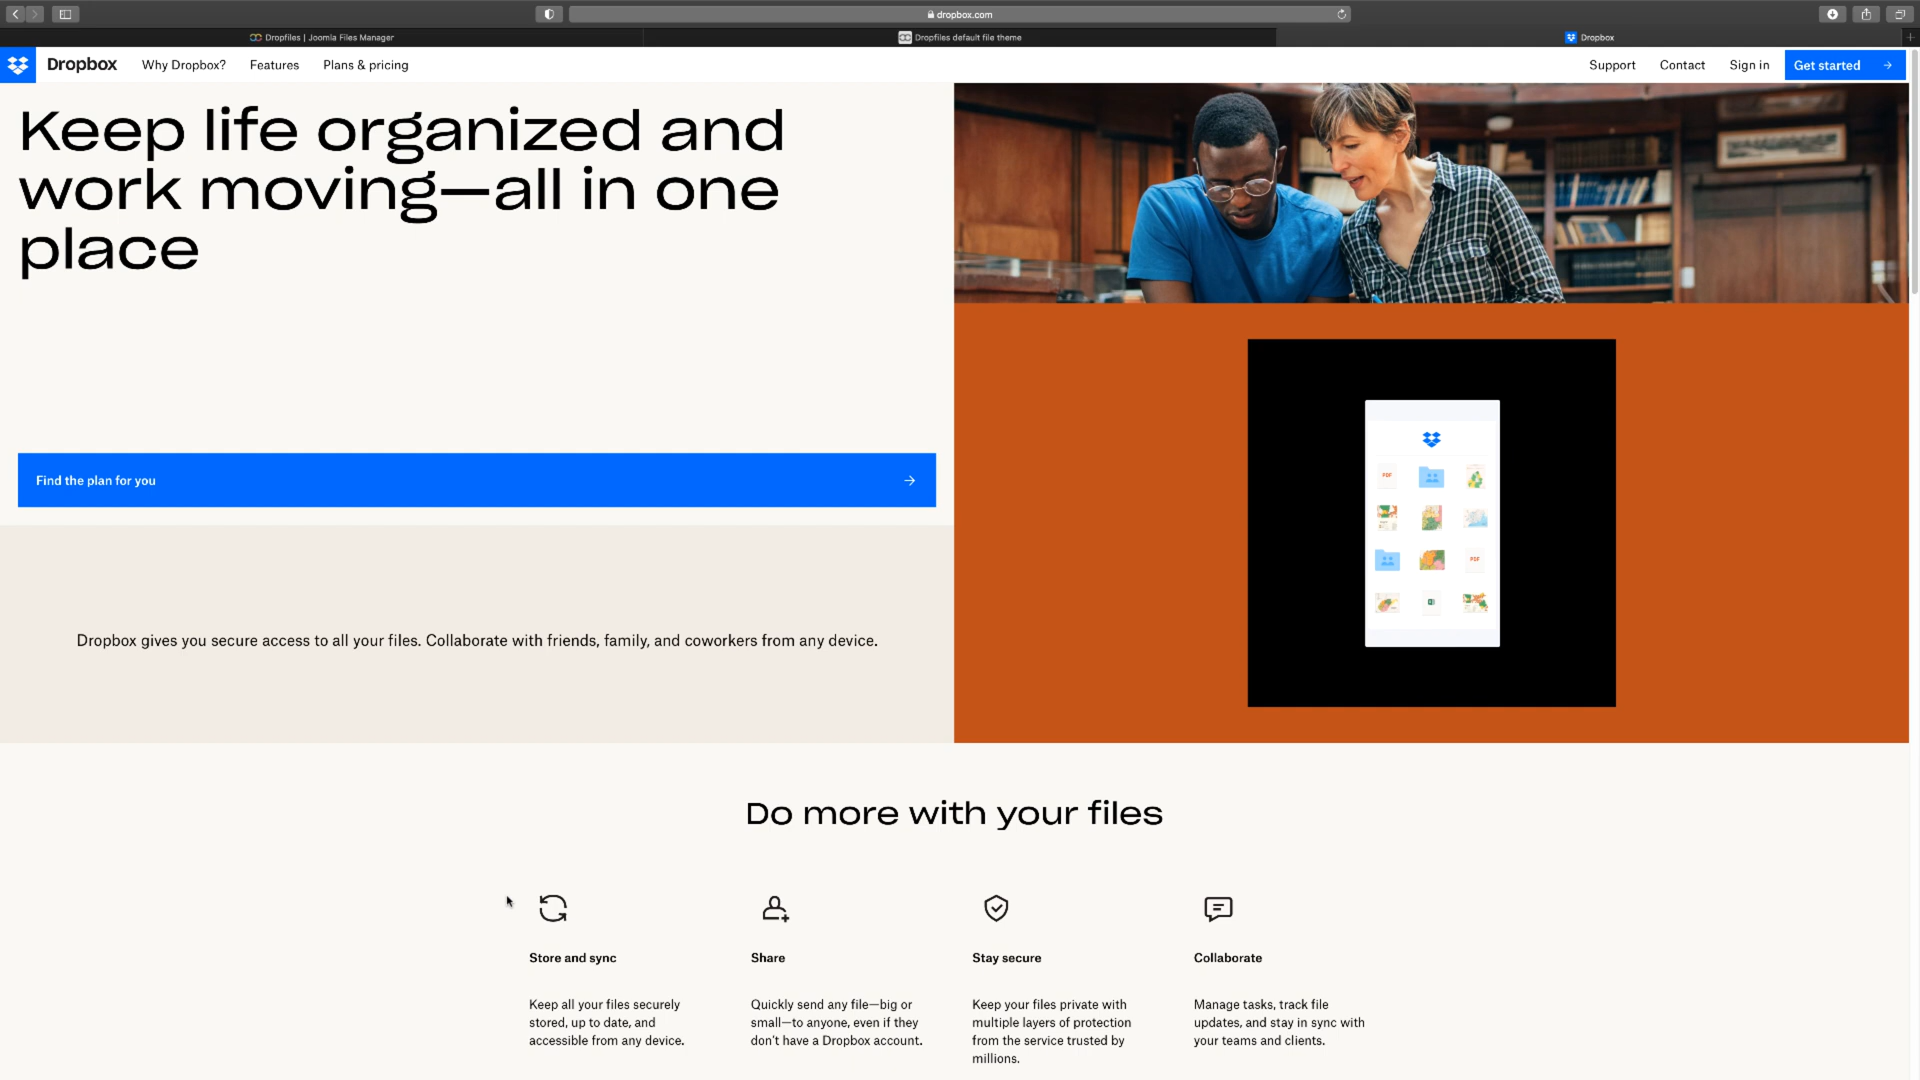 dropbox.com
Dropfiles | Joomla Files Manager
Dropfiles default file theme
Dropbox
Dropbox
Why Dropbox?
Features
Plans & pricing
Support
Contact
Sign in
Get started
Keep life organized and
work moving—all in one
place
Find the plan for you
PDF
PDF
Dropbox gives you secure access to all your files. Collaborate with friends, family, and coworkers from any device.
Do more with your files
Store and sync
Share
Stay secure
Collaborate
Keep all your files securely
stored, up to date, and
accessible from any device.
Quickly send any file—big or
small—to anyone, even if they
don't have a Dropbox account.
Keep your files private with
multiple layers of protection
from the service trusted by
millions.
Manage tasks, track file
updates, and stay in sync with
your teams and clients.